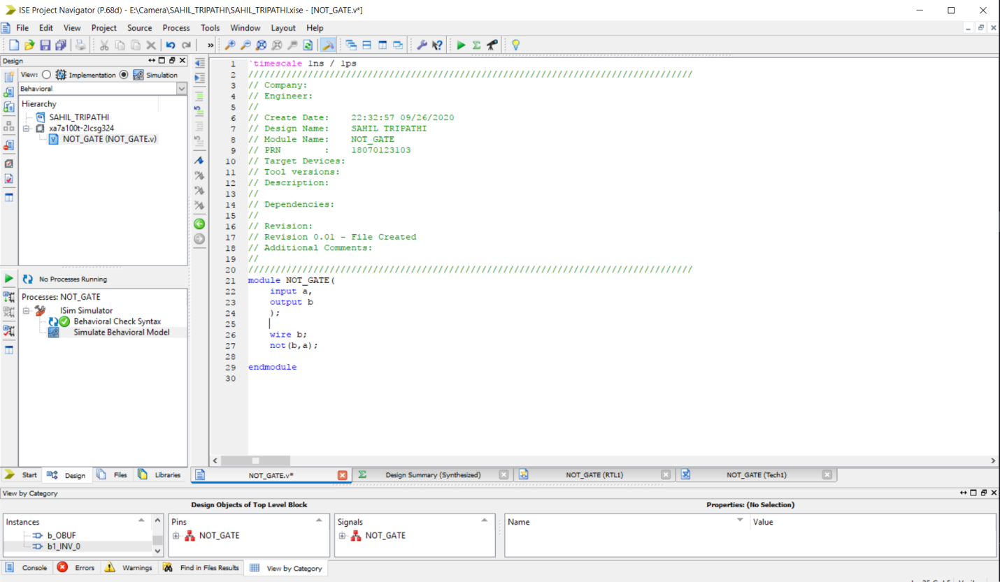 ISE Project Navigator (P.68d) - E:\Camera\SAHIL_TRIPATHI\SAHIL_TRIPATHI.xise - [NOT_GATE.v*]
File Edit View Project Source Process Tools Window Layout Help
Design
View: Implementation Simulation
Behavioral
Hierarchy
SAHIL_TRIPATHI
xa7a100t-2lcsg324
NOT_GATE (NOT_GATE.v)
No Processes Running
Processes: NOT_GATE
ISim Simulator
Behavioral Check Syntax
Simulate Behavioral Model
1 `timescale 1ns / 1ps
2 //////////////////////////////////////////////////////////////////////////////////
3 // Company:
4 // Engineer:
5 //
6 // Create Date: 22:32:57 09/26/2020
7 // Design Name: SAHIL TRIPATHI
8 // Module Name: NOT_GATE
9 // PRN : 18070123103
10 // Target Devices:
11 // Tool versions:
12 // Description:
13 //
14 // Dependencies:
15 //
16 // Revision:
17 // Revision 0.01 - File Created
18 // Additional Comments:
19 //
20 //////////////////////////////////////////////////////////////////////////////////
21 module NOT_GATE(
22 input a,
23 output b
24 );
25
26 wire b;
27 not(b,a);
28
29 endmodule
30
Start Design Files Libraries
NOT_GATE.v* Design Summary (Synthesized) NOT_GATE (RTL1) NOT_GATE (Tech1)
View by Category
Design Objects of Top Level Block Properties: (No Selection)
Instances Pins Signals Name Value
b_OBUF NOT_GATE NOT_GATE
b1_INV_0
Console Errors Warnings Find in Files Results View by Category